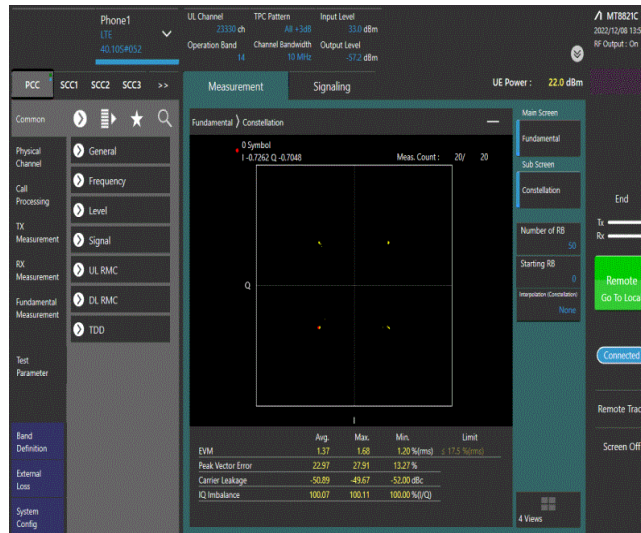 Phone1
LTE
40.105#052
UL Channel
23330 ch
TPC Pattern
All +3dB
Input Level
33.0 dBm
Operation Band
14
Channel Bandwidth
10 MHz
Output Level
-57.2 dBm
MT8821C
2022/12/08 13:5
RF Output : On
PCC SCC1 SCC2 SCC3 >>
Measurement
Signaling
UE Power : 22.0 dBm
Common
Physical
Channel
Call
Processing
TX
Measurement
RX
Measurement
Fundamental
Measurement
Test
Parameter
Band
Definition
External
Loss
System
Config
General
Frequency
Level
Signal
UL RMC
DL RMC
TDD
Fundamental ⟩ Constellation
0 Symbol
I -0.7262 Q -0.7048
Meas. Count : 20/ 20
Q
I
Avg. Max. Min. Limit
EVM 1.37 1.68 1.20 %(rms) ≤ 17.5 %(rms)
Peak Vector Error 22.97 27.91 13.27 %
Carrier Leakage -50.89 -49.67 -52.00 dBc
IQ Imbalance 100.07 100.11 100.00 %(I/Q)
Main Screen
Fundamental
Sub Screen
Constellation
Number of RB
50
Starting RB
0
Interpolation (Constellation)
None
4 Views
End
Tx
Rx
Remote
Go To Loca
Connected
Remote Trac
Screen Off